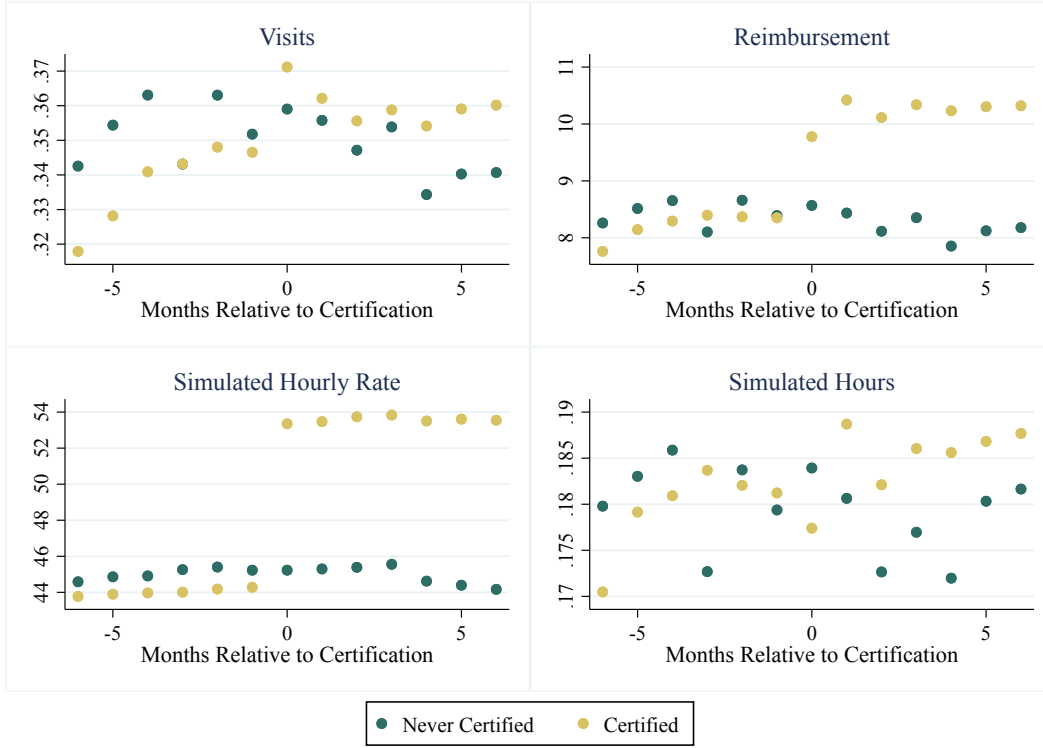 Visits
.37
.36
.35
.34
.33
.32
-5 0 5
Months Relative to Certification
Reimbursement
11
10
9
8
-5 0 5
Months Relative to Certification
Simulated Hourly Rate
54
52
50
48
46
44
-5 0 5
Months Relative to Certification
Simulated Hours
.19
.185
.18
.175
.17
-5 0 5
Months Relative to Certification
Never Certified Certified